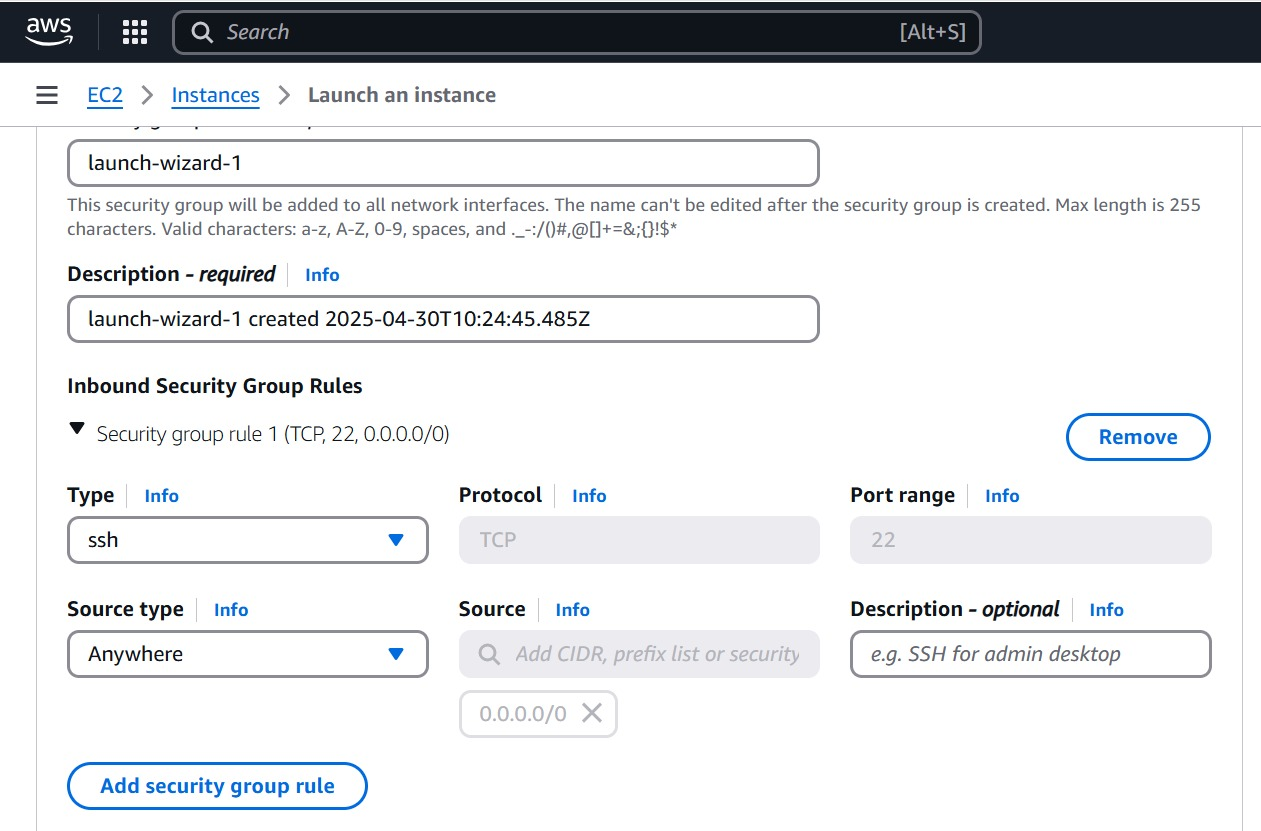 aws
Search [Alt+S]
EC2 > Instances > Launch an instance
launch-wizard-1
This security group will be added to all network interfaces. The name can't be edited after the security group is created. Max length is 255
characters. Valid characters: a-z, A-Z, 0-9, spaces, and ._-:/()#,@[]+=&;{}!$*
Description - required Info
launch-wizard-1 created 2025-04-30T10:24:45.485Z
Inbound Security Group Rules
Security group rule 1 (TCP, 22, 0.0.0.0/0)
Remove
Type Info Protocol Info Port range Info
ssh TCP 22
Source type Info Source Info Description - optional Info
Anywhere Add CIDR, prefix list or security e.g. SSH for admin desktop
0.0.0.0/0
Add security group rule